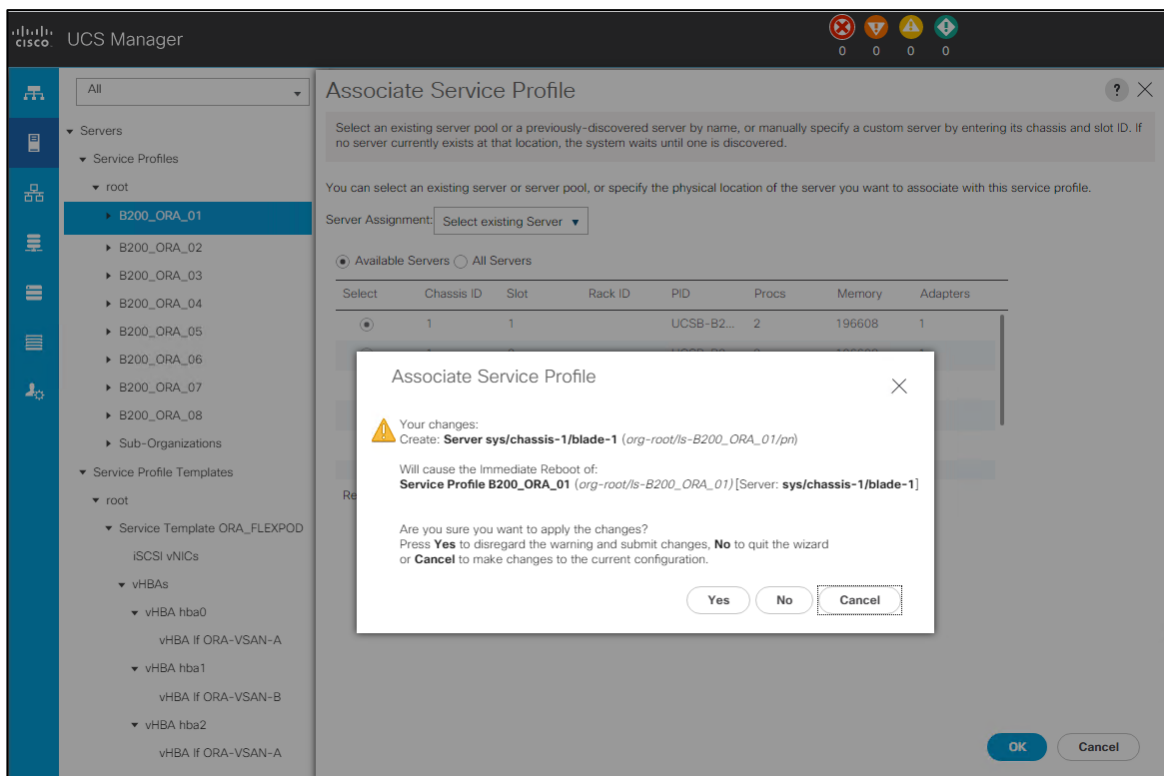 cisco UCS Manager
0 0 0 0
All
Servers
Service Profiles
root
B200_ORA_01
B200_ORA_02
B200_ORA_03
B200_ORA_04
B200_ORA_05
B200_ORA_06
B200_ORA_07
B200_ORA_08
Sub-Organizations
Service Profile Templates
root
Service Template ORA_FLEXPOD
iSCSI vNICs
vHBAs
vHBA hba0
vHBA If ORA-VSAN-A
vHBA hba1
vHBA If ORA-VSAN-B
vHBA hba2
vHBA If ORA-VSAN-A
Associate Service Profile
?
Select an existing server pool or a previously-discovered server by name, or manually specify a custom server by entering its chassis and slot ID. If
no server currently exists at that location, the system waits until one is discovered.
You can select an existing server or server pool, or specify the physical location of the server you want to associate with this service profile.
Server Assignment: Select existing Server
Available Servers All Servers
Select Chassis ID Slot Rack ID PID Procs Memory Adapters
1 1 UCSB-B2... 2 196608 1
Re
Associate Service Profile
Your changes:
Create: Server sys/chassis-1/blade-1 (org-root/ls-B200_ORA_01/pn)
Will cause the Immediate Reboot of:
Service Profile B200_ORA_01 (org-root/ls-B200_ORA_01) [Server: sys/chassis-1/blade-1]
Are you sure you want to apply the changes?
Press Yes to disregard the warning and submit changes, No to quit the wizard
or Cancel to make changes to the current configuration.
Yes No Cancel
OK Cancel